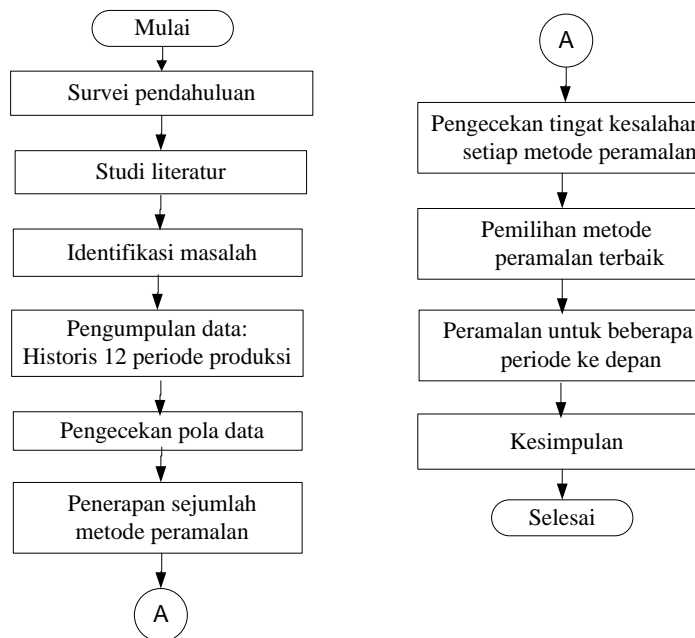 Mulai
Survei pendahuluan
Studi literatur
Identifikasi masalah
Pengumpulan data:
Historis 12 periode produksi
Pengecekan pola data
Penerapan sejumlah
metode peramalan
A
A
Pengecekan tingat kesalahan
setiap metode peramalan
Pemilihan metode
peramalan terbaik
Peramalan untuk beberapa
periode ke depan
Kesimpulan
Selesai